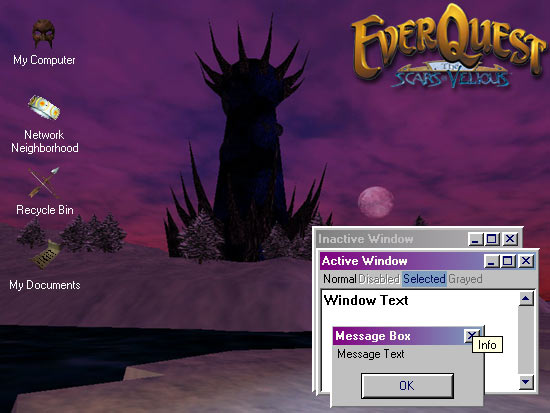 EVERQUEST
THE
SCARS OF VELIOUS
My Computer
Network
Neighborhood
Recycle Bin
My Documents
Inactive Window
Active Window
Normal Disabled Selected Grayed
Window Text
Message Box
Info
Message Text
OK